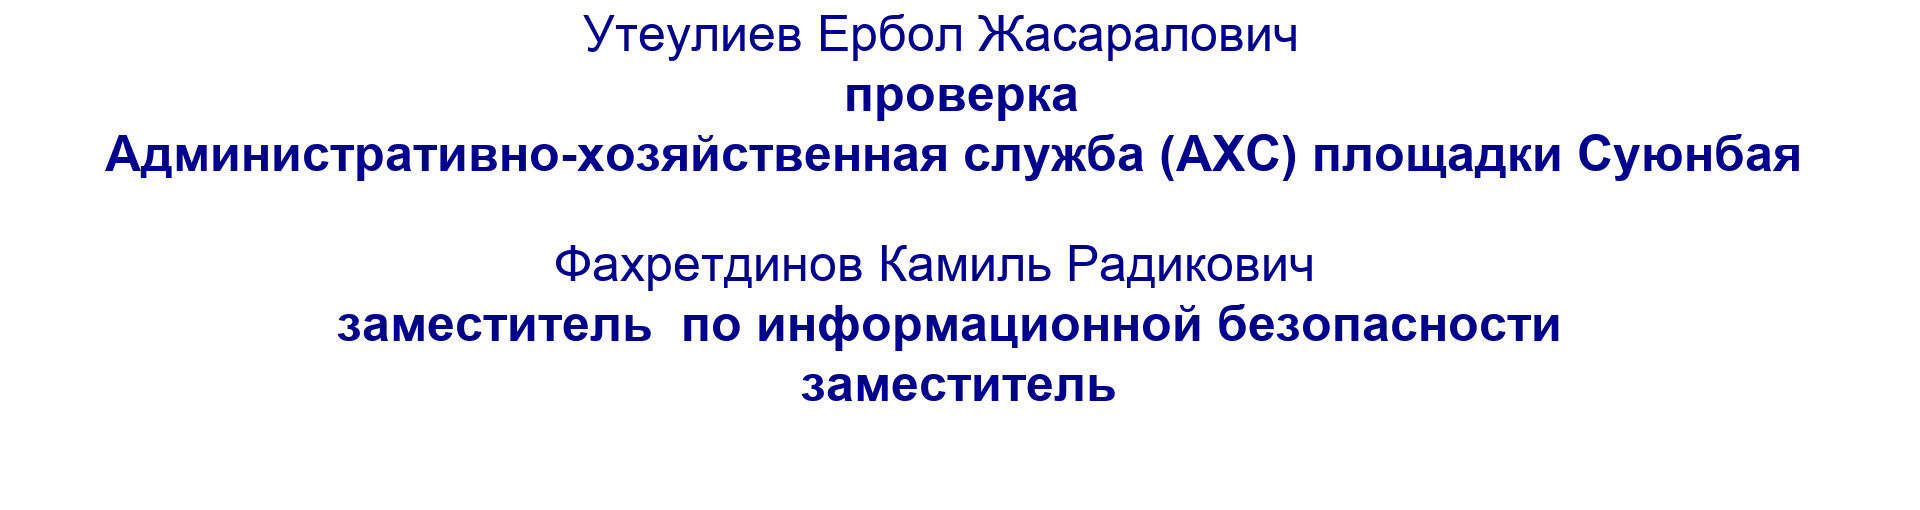 Утеулиев Ербол Жасаралович
проверка
Административно-хозяйственная служба (АХС) площадки Суюнбая
Фахретдинов Камиль Радикович
заместитель  по информационной безопасности
заместитель